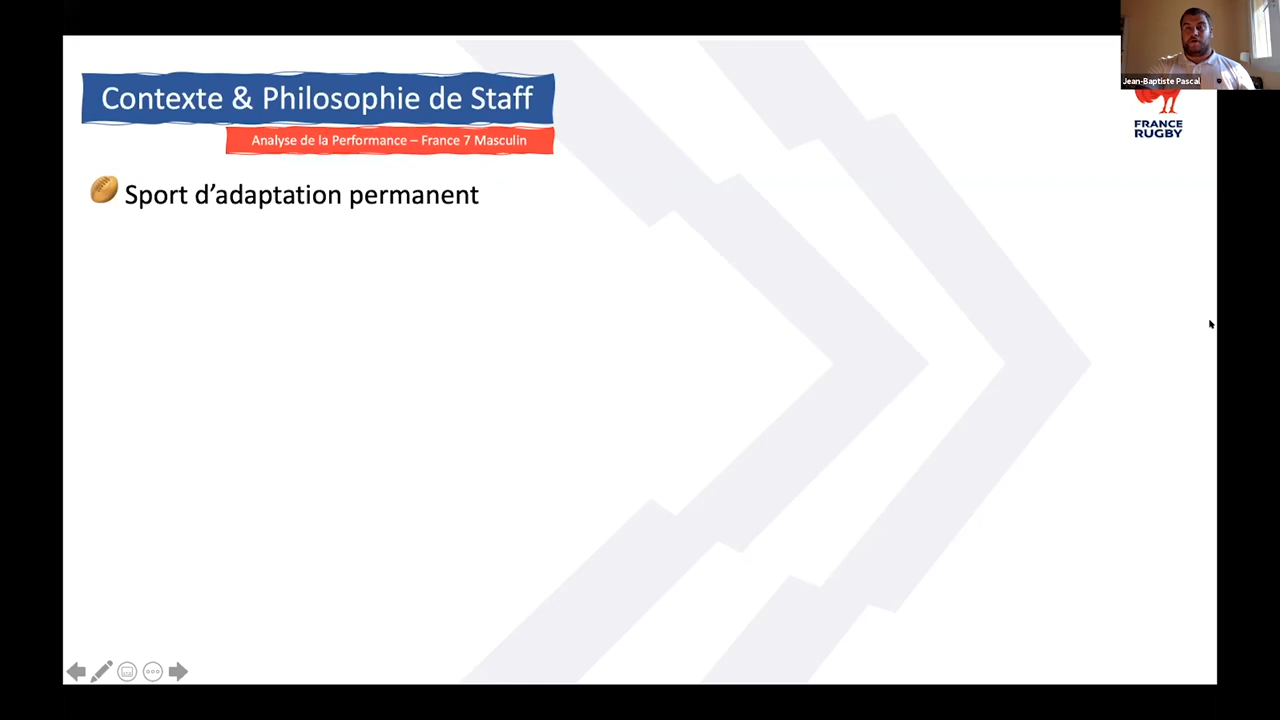 Jean-Baptiste Pascal
Contexte & Philosophie de Staff
Analyse de la Performance – France 7 Masculin
FRANCE
RUGBY
Sport d’adaptation permanent